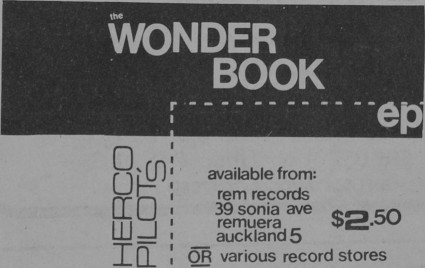 the
WONDER
BOOK
ep
HERCO
PILOT'S
available from:
rem records
39 sonia ave
remuera
auckland 5
$2.50
OR various record stores